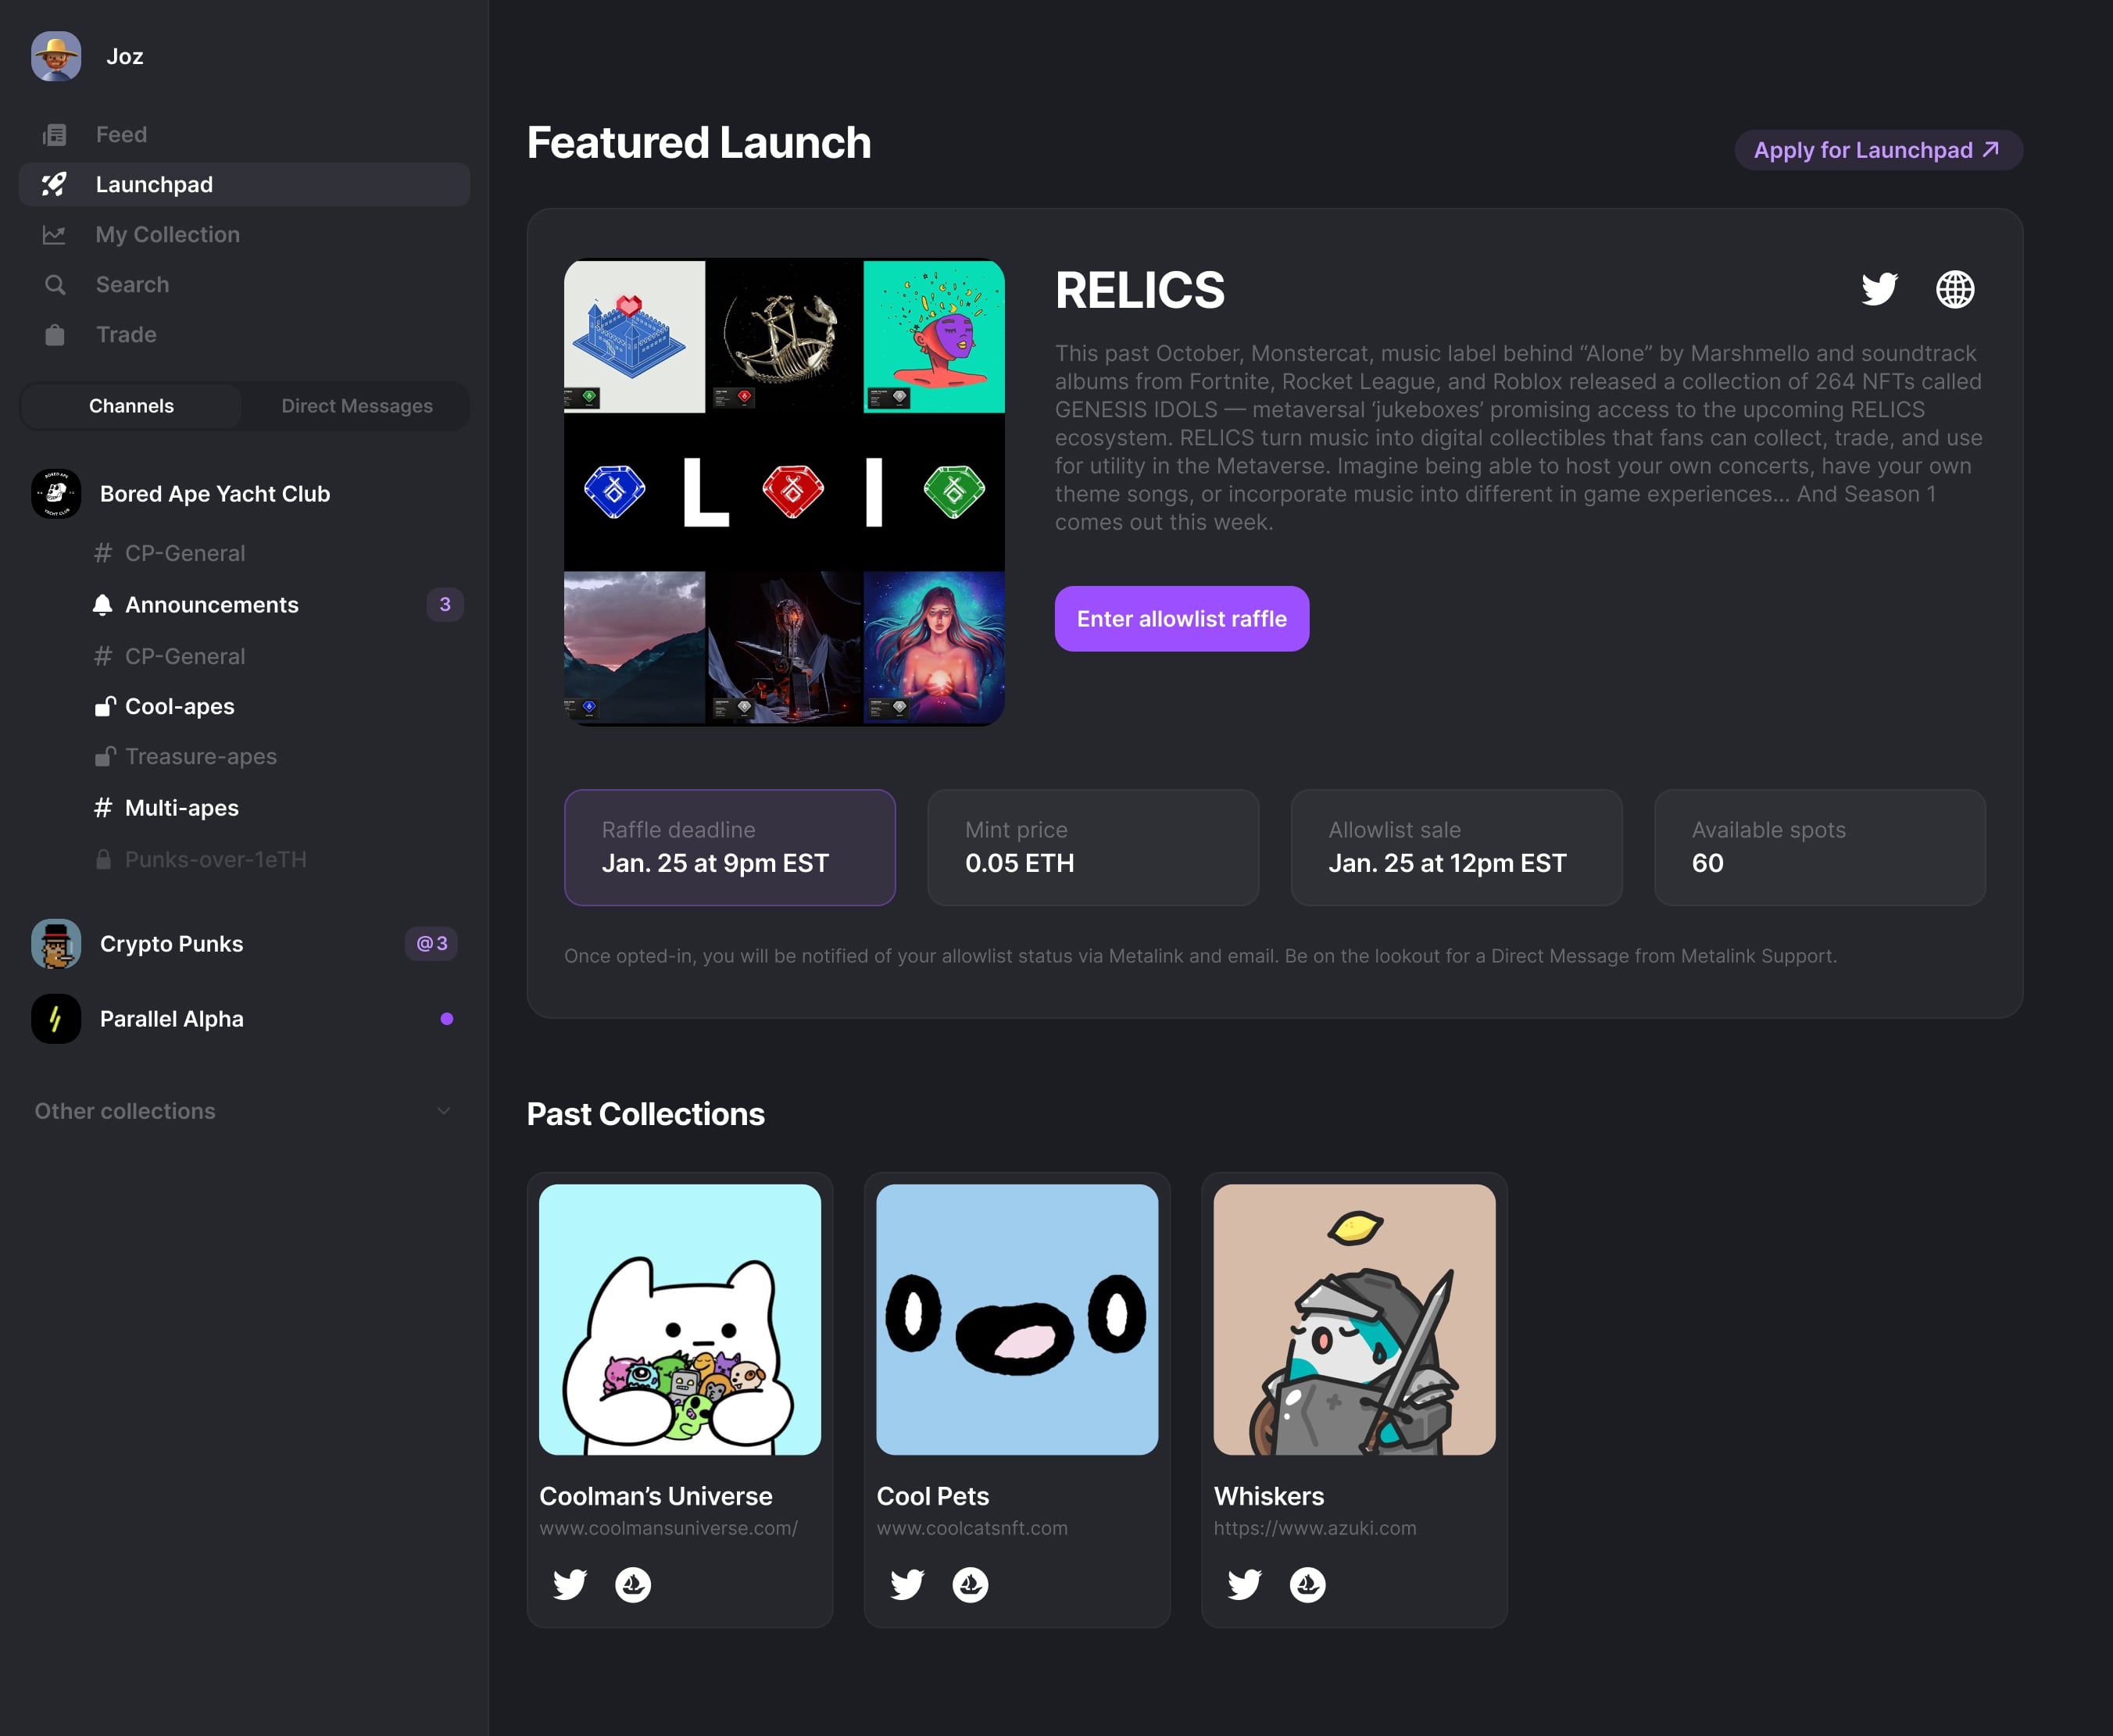 Joz
Feed
Launchpad
My Collection
Search
Trade
Channels
Direct Messages
BORED APE
YACHT CLUB
Bored Ape Yacht Club
# CP-General
Announcements
3
# CP-General
Cool-apes
Treasure-apes
# Multi-apes
Punks-over-1eTH
Crypto Punks
@3
Parallel Alpha
Other collections
Featured Launch
Apply for Launchpad
L I
RELICS
This past October, Monstercat, music label behind “Alone” by Marshmello and soundtrack
albums from Fortnite, Rocket League, and Roblox released a collection of 264 NFTs called
GENESIS IDOLS — metaversal ‘jukeboxes’ promising access to the upcoming RELICS
ecosystem. RELICS turn music into digital collectibles that fans can collect, trade, and use
for utility in the Metaverse. Imagine being able to host your own concerts, have your own
theme songs, or incorporate music into different in game experiences... And Season 1
comes out this week.
Enter allowlist raffle
Raffle deadline
Jan. 25 at 9pm EST
Mint price
0.05 ETH
Allowlist sale
Jan. 25 at 12pm EST
Available spots
60
Once opted-in, you will be notified of your allowlist status via Metalink and email. Be on the lookout for a Direct Message from Metalink Support.
Past Collections
Coolman’s Universe
www.coolmansuniverse.com/
Cool Pets
www.coolcatsnft.com
Whiskers
https://www.azuki.com